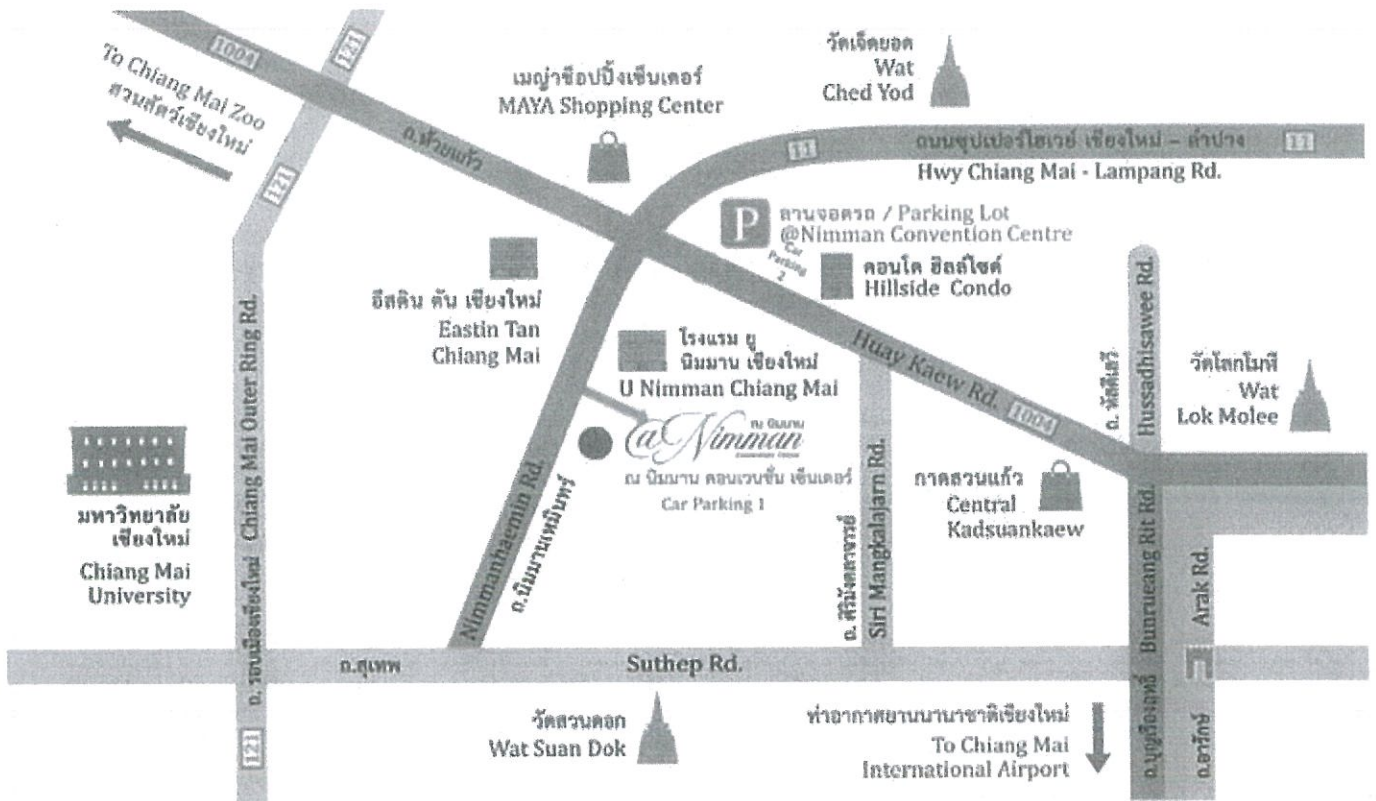 1004
121
To Chiang Mai Zoo
สวนสัตว์เชียงใหม่
121
ถ.ห้วยแก้ว
เมญ่าช็อปปิ้งเซ็นเตอร์
MAYA Shopping Center
วัดเจ็ดยอด
Wat
Ched Yod
11
ถนนซุปเปอร์ไฮเวย์ เชียงใหม่ – ลำปาง
11
Hwy Chiang Mai - Lampang Rd.
P
ลานจอดรถ / Parking Lot
@Nimman Convention Centre
Car
Parking
2
คอนโด ฮิลล์ไซด์
Hillside Condo
อีสติน ตัน เชียงใหม่
Eastin Tan
Chiang Mai
โรงแรม ยู
นิมมาน เชียงใหม่
U Nimman Chiang Mai
ณ นิมมาน
@Nimman
ณ นิมมาน คอนเวนชั่น เซ็นเตอร์
Car Parking 1
Huay Kaew Rd.
1004
ถ. หัสดิเสวี
Hussadhisawee Rd.
วัดโลกโมฬี
Wat
Lok Molee
กาดสวนแก้ว
Central
Kadsuankaew
มหาวิทยาลัย
เชียงใหม่
Chiang Mai
University
ถ. รอบเมืองเชียงใหม่ Chiang Mai Outer Ring Rd.
121
Nimmanhaemin Rd.
ถ.นิมมานเหมินทร์
ถ. ศิริมังคลาจารย์
Siri Mangkalajarn Rd.
ถ.บุญเรืองฤทธิ์ Bunrueang Rit Rd.
Arak Rd.
ถ.อารักษ์
ถ.สุเทพ
Suthep Rd.
วัดสวนดอก
Wat Suan Dok
ท่าอากาศยานนานาชาติเชียงใหม่
To Chiang Mai
International Airport